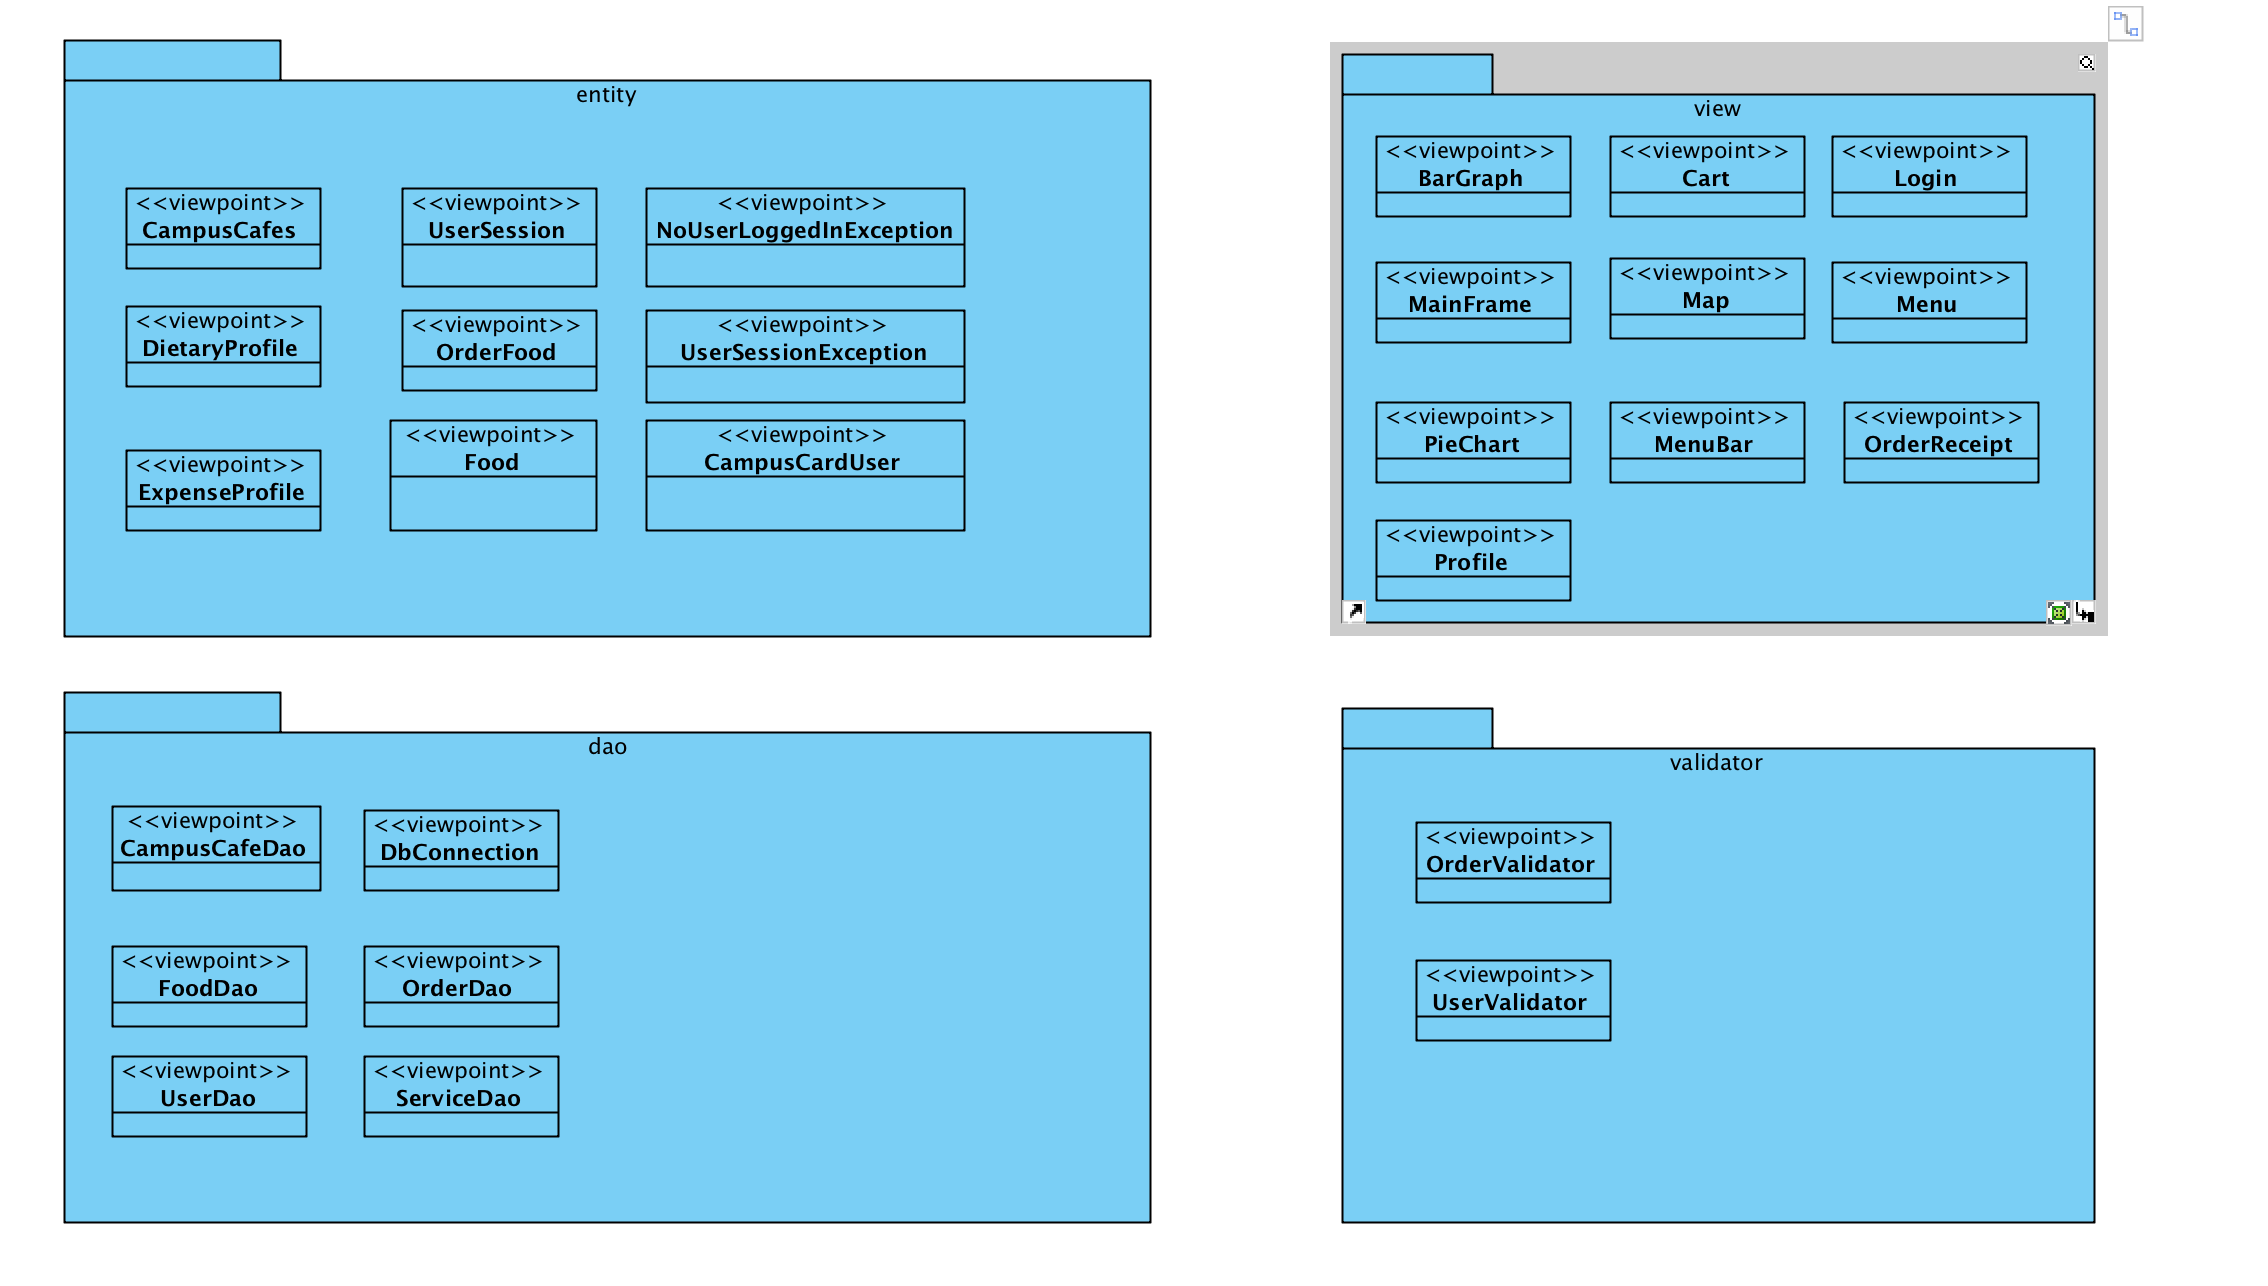 entity
<<viewpoint>>
CampusCafes
<<viewpoint>>
UserSession
<<viewpoint>>
NoUserLoggedInException
<<viewpoint>>
DietaryProfile
<<viewpoint>>
OrderFood
<<viewpoint>>
UserSessionException
<<viewpoint>>
ExpenseProfile
<<viewpoint>>
Food
<<viewpoint>>
CampusCardUser
view
<<viewpoint>>
BarGraph
<<viewpoint>>
Cart
<<viewpoint>>
Login
<<viewpoint>>
MainFrame
<<viewpoint>>
Map
<<viewpoint>>
Menu
<<viewpoint>>
PieChart
<<viewpoint>>
MenuBar
<<viewpoint>>
OrderReceipt
<<viewpoint>>
Profile
dao
<<viewpoint>>
CampusCafeDao
<<viewpoint>>
DbConnection
<<viewpoint>>
FoodDao
<<viewpoint>>
OrderDao
<<viewpoint>>
UserDao
<<viewpoint>>
ServiceDao
validator
<<viewpoint>>
OrderValidator
<<viewpoint>>
UserValidator